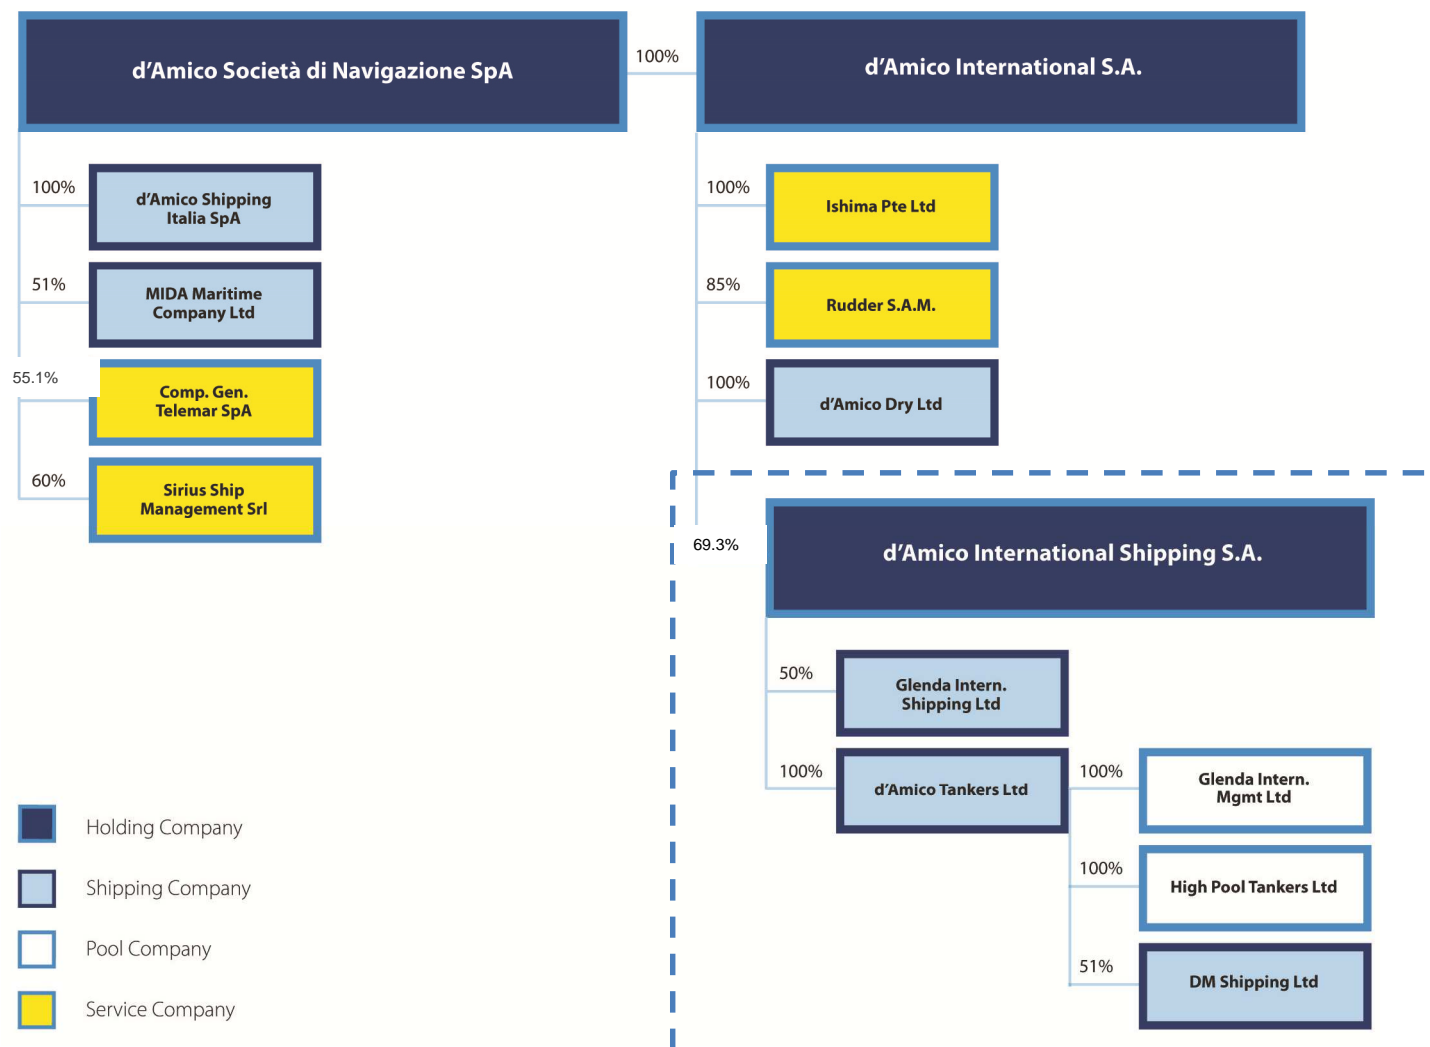 d'Amico Società di Navigazione SpA
100%
d'Amico International S.A.
100%
d'Amico Shipping
Italia SpA
51%
MIDA Maritime
Company Ltd
55.1%
Comp. Gen.
Telemar SpA
60%
Sirius Ship
Management Srl
100%
Ishima Pte Ltd
85%
Rudder S.A.M.
100%
d'Amico Dry Ltd
69.3%
d'Amico International Shipping S.A.
50%
Glenda Intern.
Shipping Ltd
100%
d'Amico Tankers Ltd
100%
Glenda Intern.
Mgmt Ltd
100%
High Pool Tankers Ltd
51%
DM Shipping Ltd
Holding Company
Shipping Company
Pool Company
Service Company